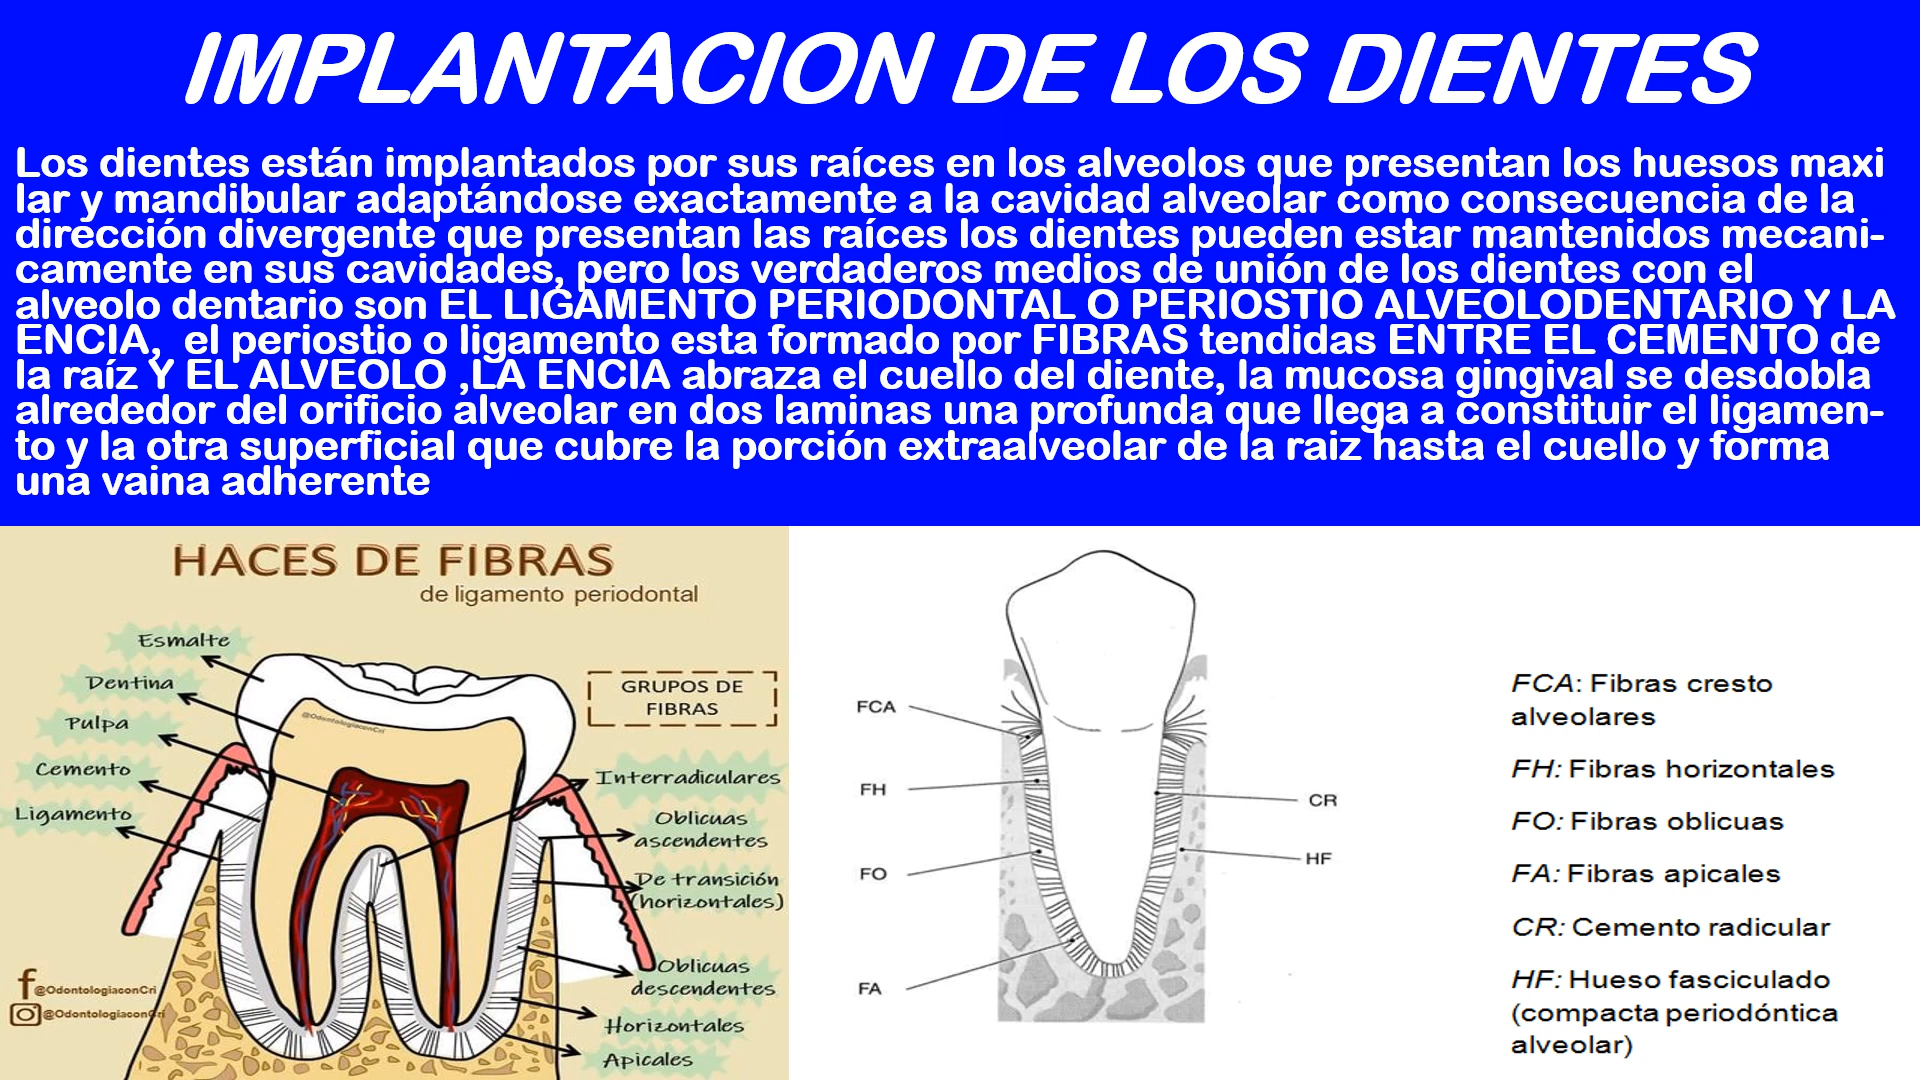 IMPLANTACION DE LOS DIENTES
Los dientes están implantados por sus raíces en los alveolos que presentan los huesos maxi
lar y mandibular adaptándose exactamente a la cavidad alveolar como consecuencia de la
dirección divergente que presentan las raíces los dientes pueden estar mantenidos mecani-
camente en sus cavidades, pero los verdaderos medios de unión de los dientes con el
alveolo dentario son EL LIGAMENTO PERIODONTAL O PERIOSTIO ALVEOLODENTARIO Y LA
ENCIA,  el periostio o ligamento esta formado por FIBRAS tendidas ENTRE EL CEMENTO de
la raíz Y EL ALVEOLO ,LA ENCIA abraza el cuello del diente, la mucosa gingival se desdobla
alrededor del orificio alveolar en dos laminas una profunda que llega a constituir el ligamen-
to y la otra superficial que cubre la porción extraalveolar de la raiz hasta el cuello y forma
una vaina adherente
HACES DE FIBRAS
de ligamento periodontal
Esmalte
Dentina
Pulpa
Cemento
Ligamento
@OdontologiaconCri
GRUPOS DE
FIBRAS
Interradiculares
Oblicuas
ascendentes
De transición
(horizontales)
Oblicuas
descendentes
Horizontales
Apicales
f @OdontologiaconCri
@OdontologiaconCri
FCA
FH
FO
FA
CR
HF
FCA: Fibras cresto
alveolares
FH: Fibras horizontales
FO: Fibras oblicuas
FA: Fibras apicales
CR: Cemento radicular
HF: Hueso fasciculado
(compacta periodóntica
alveolar)